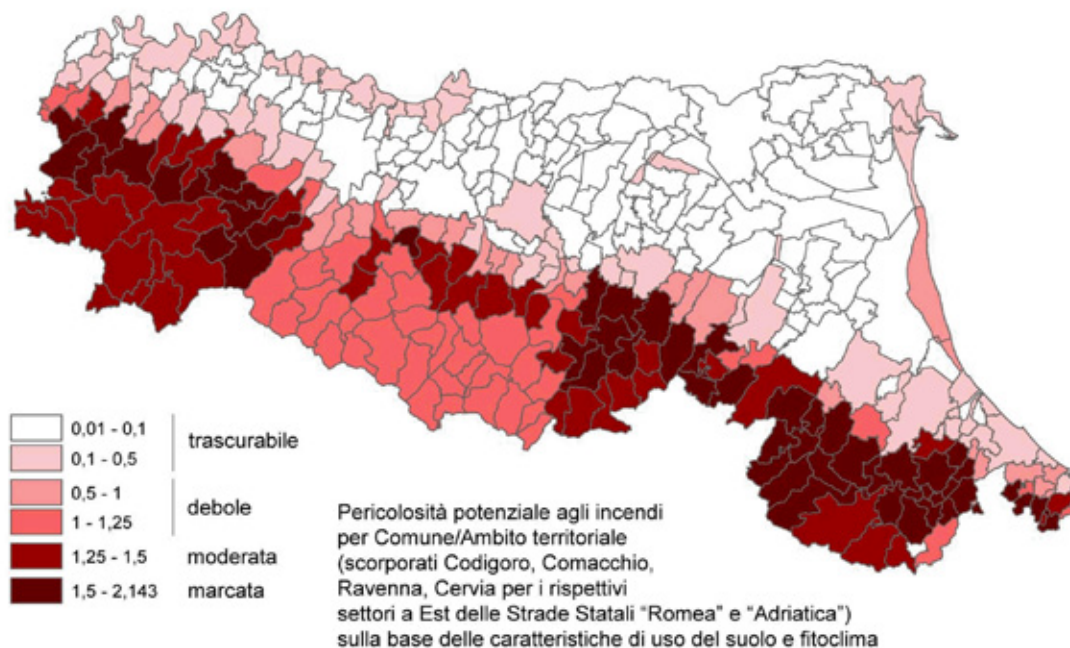 0,01 - 0,1
0,1 - 0,5
trascurabile
0,5 - 1
1 - 1,25
debole
1,25 - 1,5 moderata
1,5 - 2,143 marcata
Pericolosità potenziale agli incendi
per Comune/Ambito territoriale
(scorporati Codigoro, Comacchio,
Ravenna, Cervia per i rispettivi
settori a Est delle Strade Statali “Romea” e “Adriatica”)
sulla base delle caratteristiche di uso del suolo e fitoclima